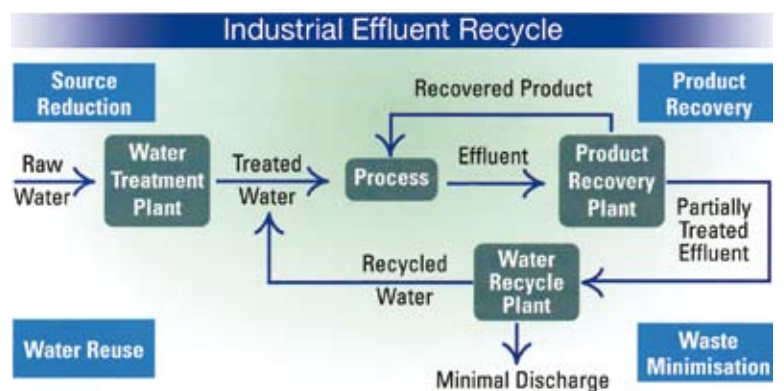 Industrial Effluent Recycle
Source
Reduction
Recovered Product
Product
Recovery
Raw
Water
Water
Treatment
Plant
Treated
Water
Process
Effluent
Product
Recovery
Plant
Partially
Treated
Effluent
Recycled
Water
Water
Recycle
Plant
Water Reuse
Minimal Discharge
Waste
Minimisation